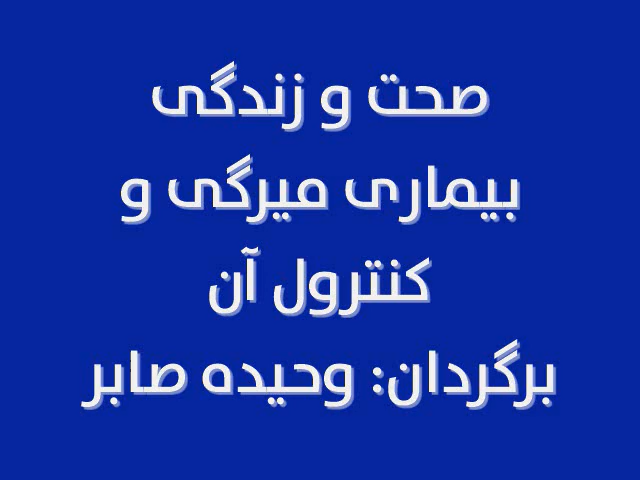 صحت و زندگی
بیماری میرگی و
کنترول آن
برگردان: وحیده صابر